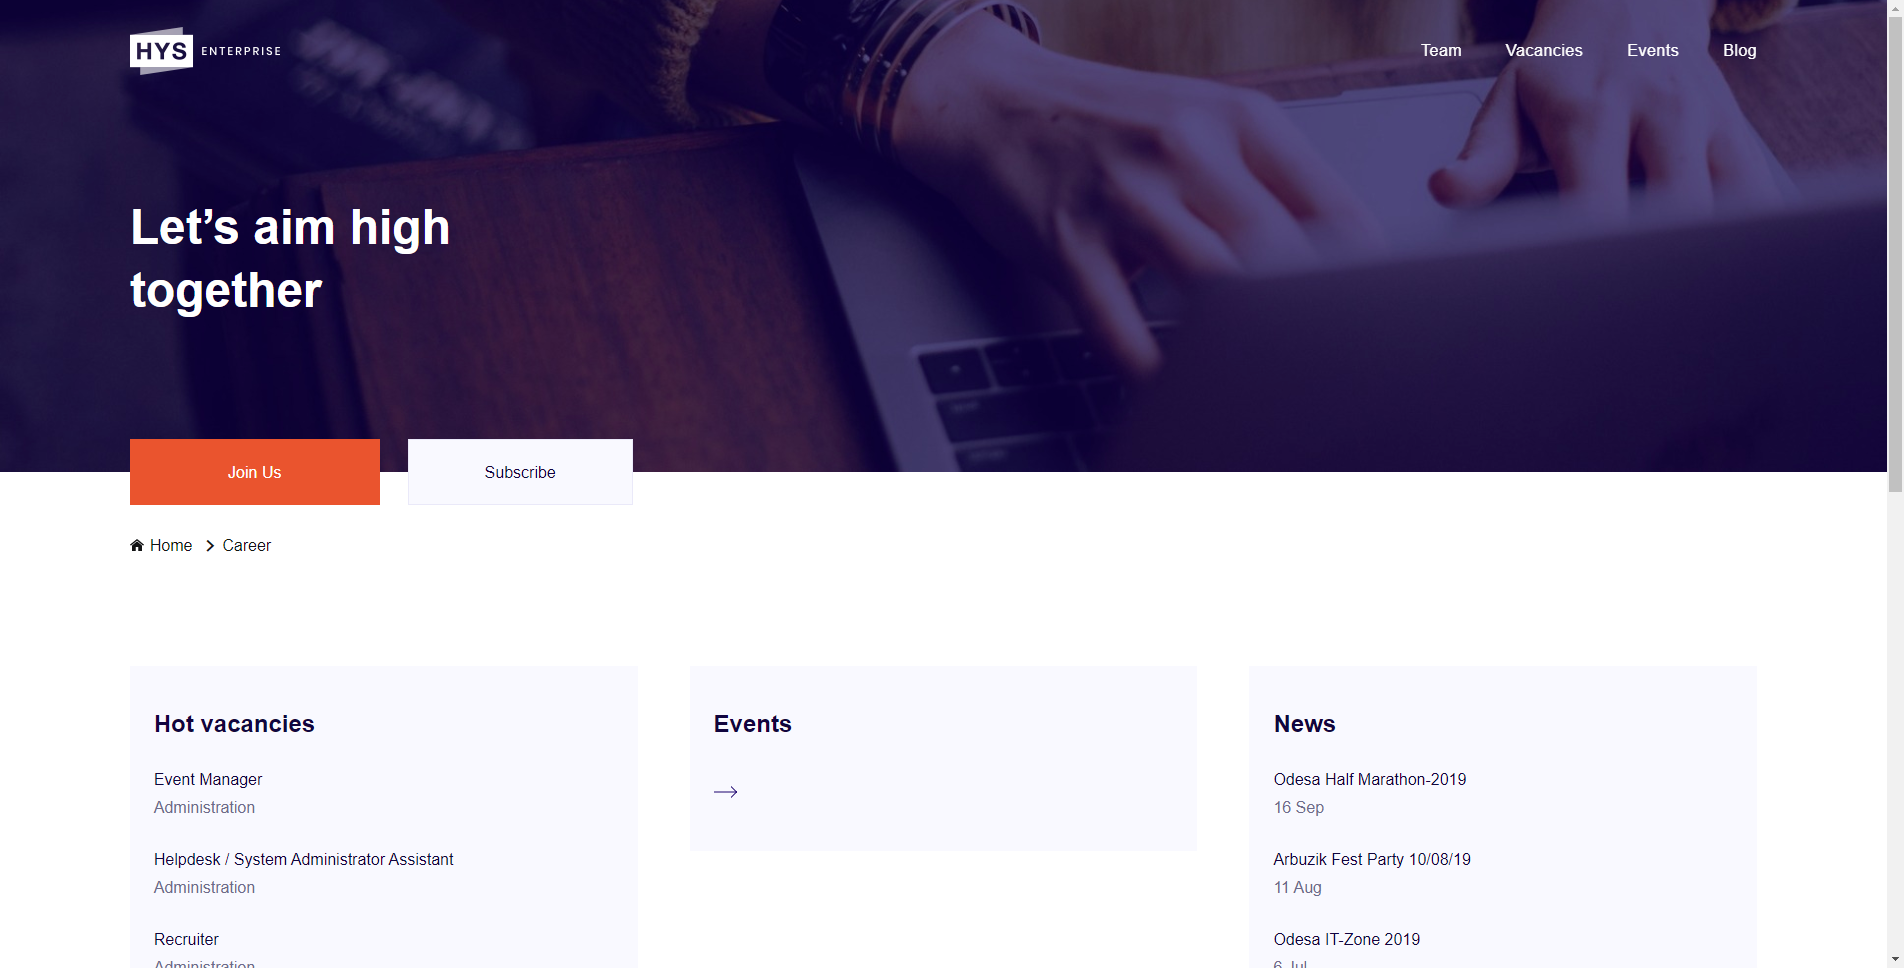 HYS ENTERPRISE
Team Vacancies Events Blog
Let’s aim high
together
Join Us Subscribe
Home Career
Hot vacancies
Event Manager
Administration
Helpdesk / System Administrator Assistant
Administration
Recruiter
Administration
Events
News
Odesa Half Marathon-2019
16 Sep
Arbuzik Fest Party 10/08/19
11 Aug
Odesa IT-Zone 2019
6 Jul